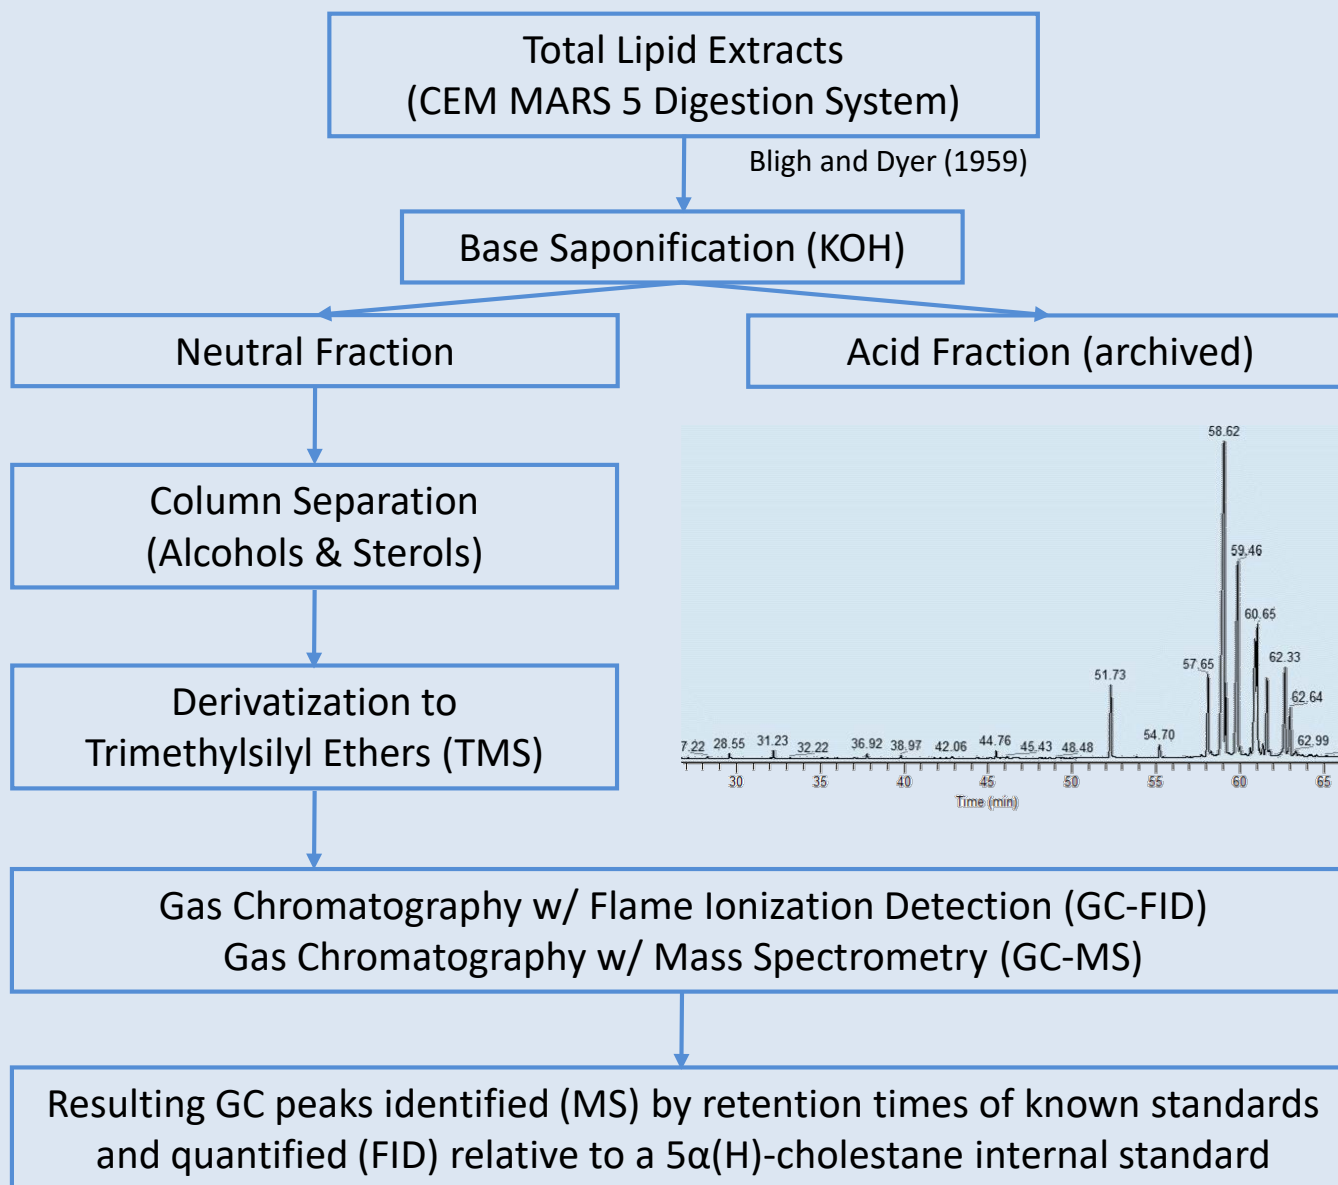 Total Lipid Extracts
(CEM MARS 5 Digestion System)
Bligh and Dyer (1959)
Base Saponification (KOH)
Neutral Fraction
Acid Fraction (archived)
Column Separation
(Alcohols & Sterols)
Derivatization to
Trimethylsilyl Ethers (TMS)
58.62
59.46
60.65
62.33
57.65
51.73
62.64
54.70
62.99
7.22 28.55 31.23 32.22 36.92 38.97 42.06 44.76 45.43 48.48
30 35 40 45 50 55 60 65
Time (min)
Gas Chromatography w/ Flame Ionization Detection (GC-FID)
Gas Chromatography w/ Mass Spectrometry (GC-MS)
Resulting GC peaks identified (MS) by retention times of known standards
and quantified (FID) relative to a 5α(H)-cholestane internal standard